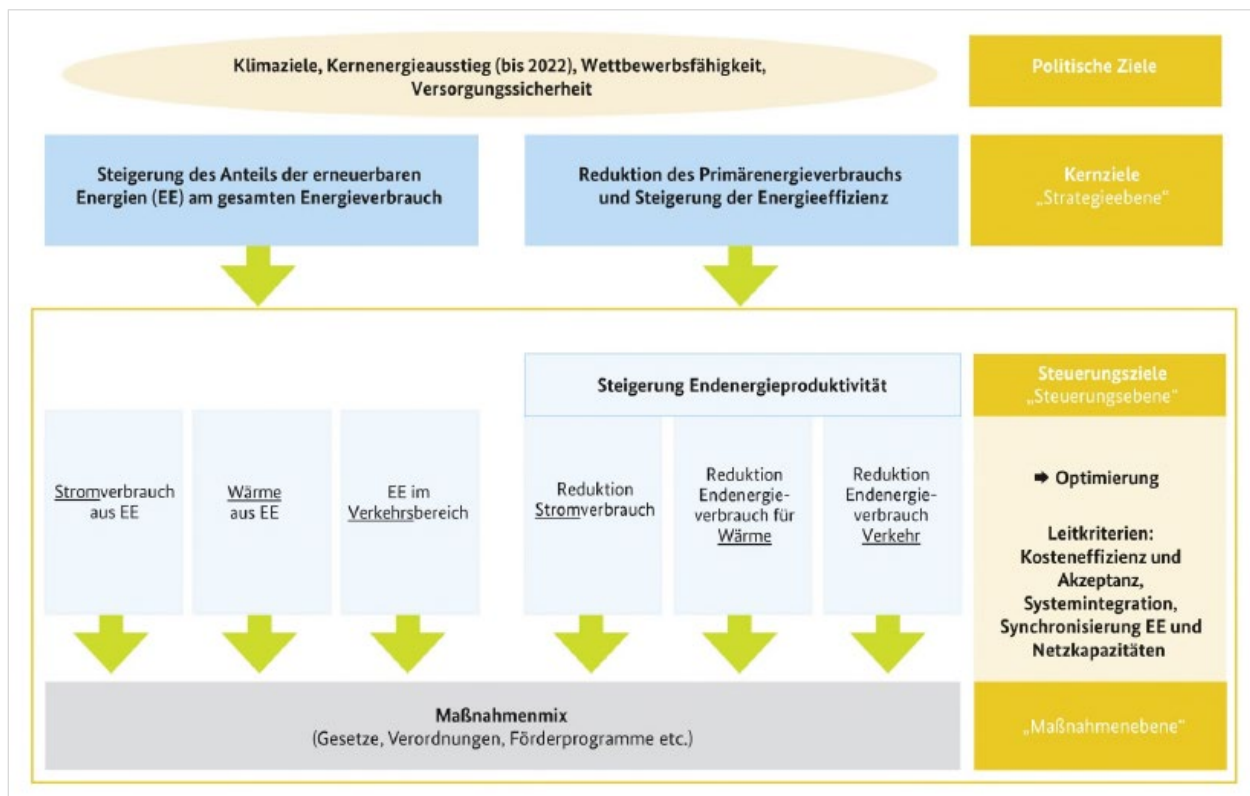 Klimaziele, Kernenergieausstieg (bis 2022), Wettbewerbsfähigkeit,
Versorgungssicherheit
Politische Ziele
Steigerung des Anteils der erneuerbaren
Energien (EE) am gesamten Energieverbrauch
Reduktion des Primärenergieverbrauchs
und Steigerung der Energieeffizienz
Kernziele
„Strategieebene“
Steigerung Endenergieproduktivität
Steuerungsziele
„Steuerungsebene“
Stromverbrauch
aus EE
Wärme
aus EE
EE im
Verkehrsbereich
Reduktion
Stromverbrauch
Reduktion
Endenergie-
verbrauch für
Wärme
Reduktion
Endenergie-
verbrauch
Verkehr
➡ Optimierung
Leitkriterien:
Kosteneffizienz und
Akzeptanz,
Systemintegration,
Synchronisierung EE und
Netzkapazitäten
Maßnahmenmix
(Gesetze, Verordnungen, Förderprogramme etc.)
„Maßnahmenebene“